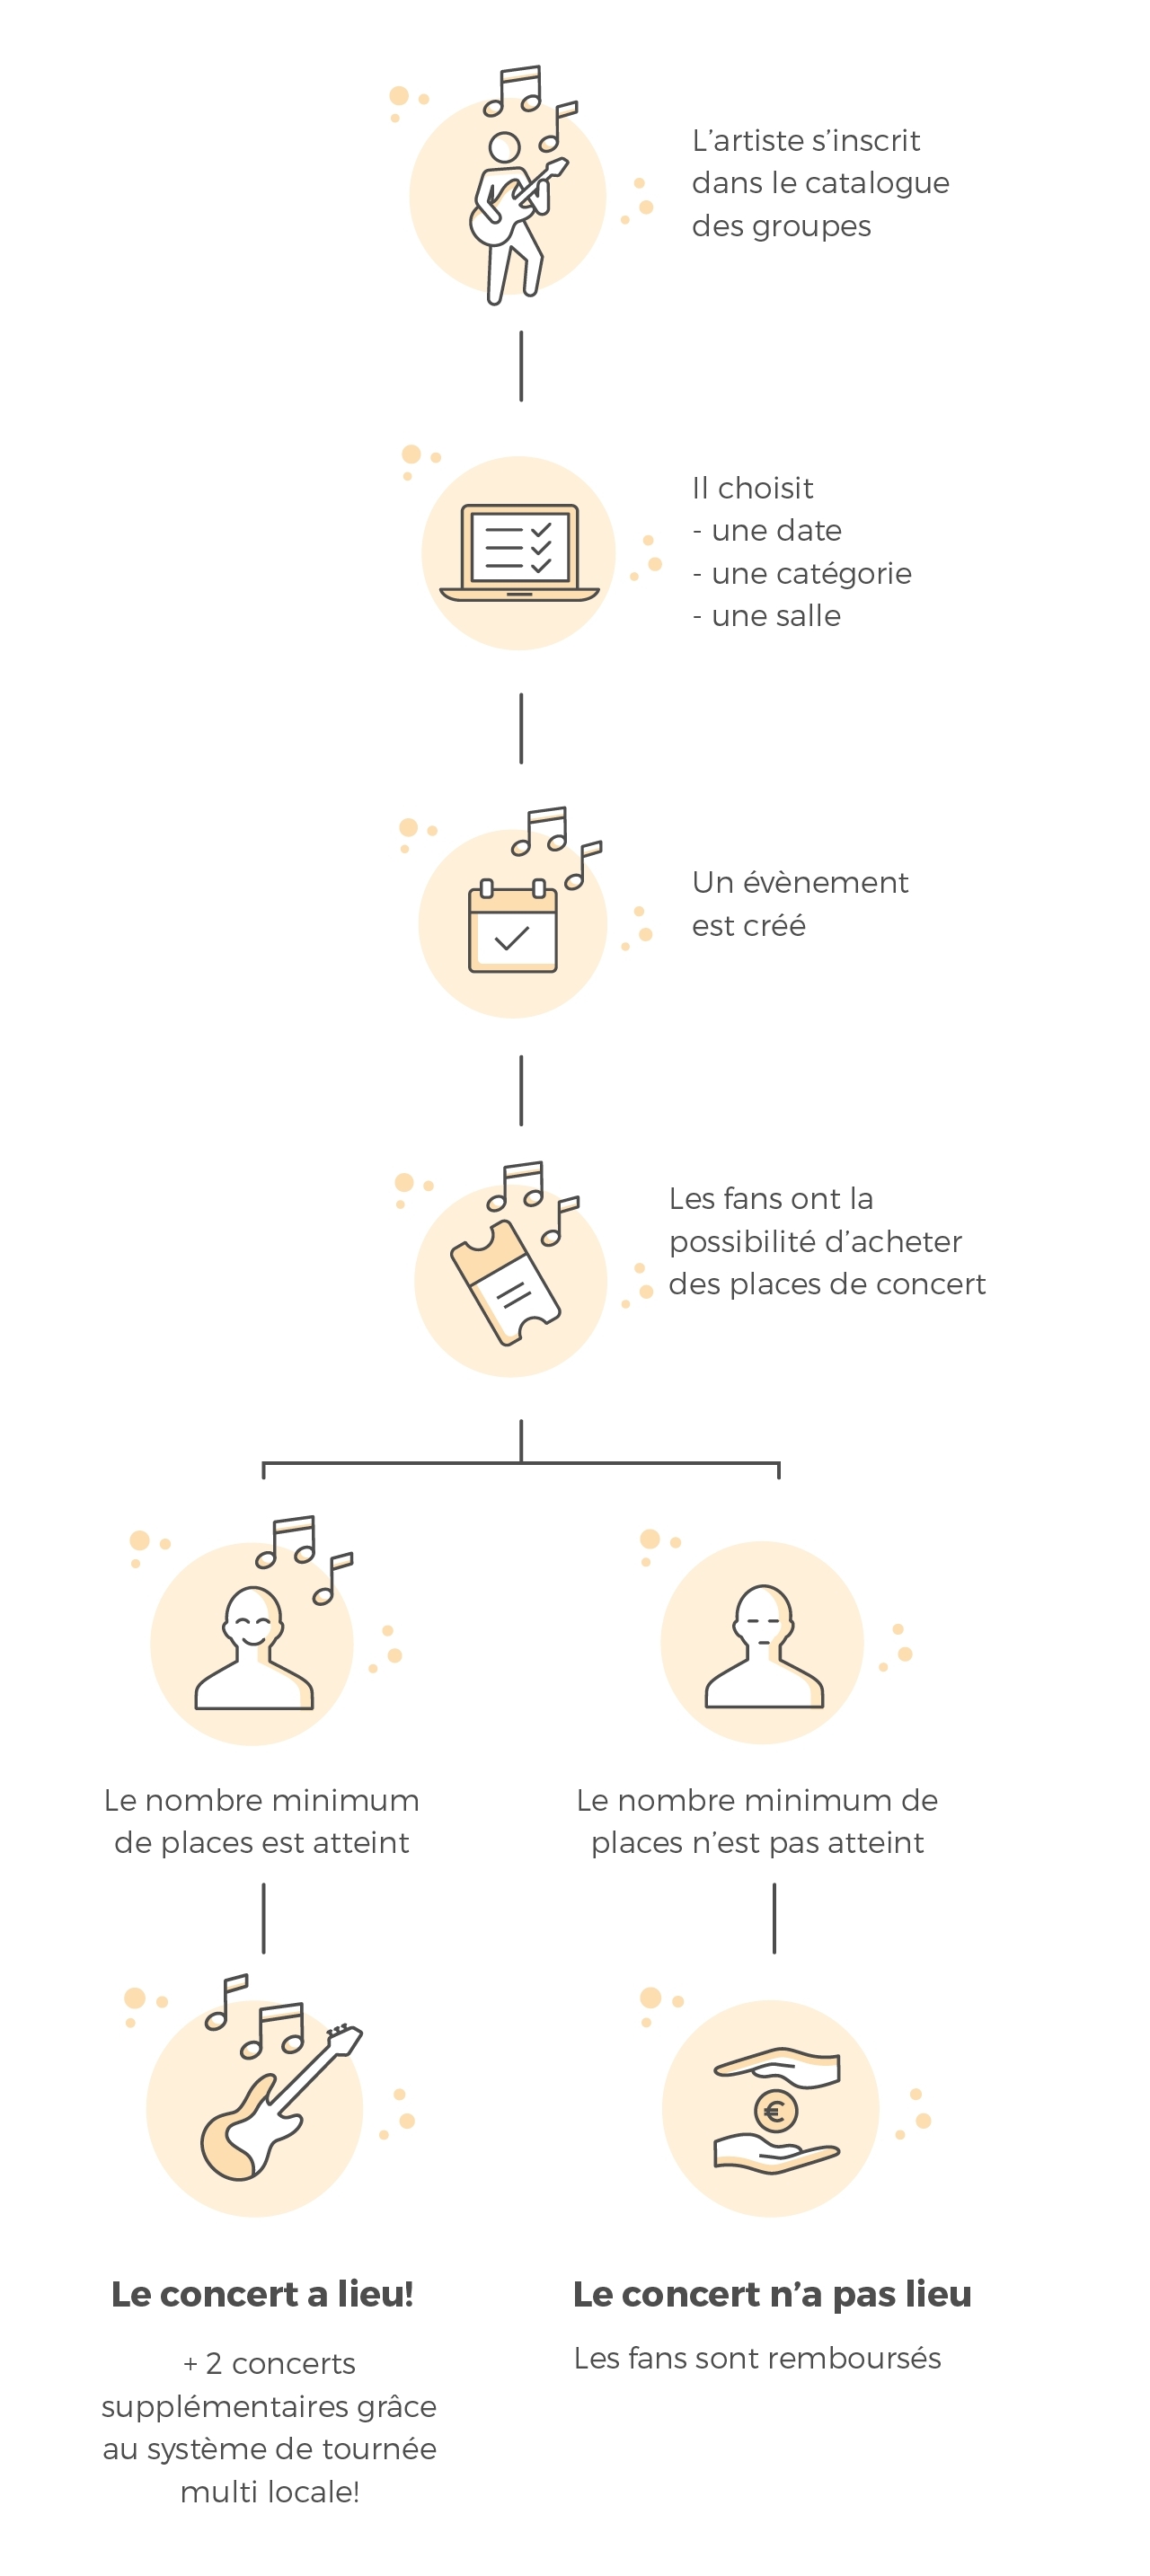 L'artiste s'inscrit
dans le catalogue
des groupes
Il choisit
- une date
- une catégorie
- une salle
Un évènement
est créé
Les fans ont la
possibilité d'acheter
des places de concert
Le nombre minimum
de places est atteint
Le nombre minimum de
places n'est pas atteint
Le concert a lieu!
+ 2 concerts
supplémentaires grâce
au système de tournée
multi locale!
€
Le concert n'a pas lieu
Les fans sont remboursés